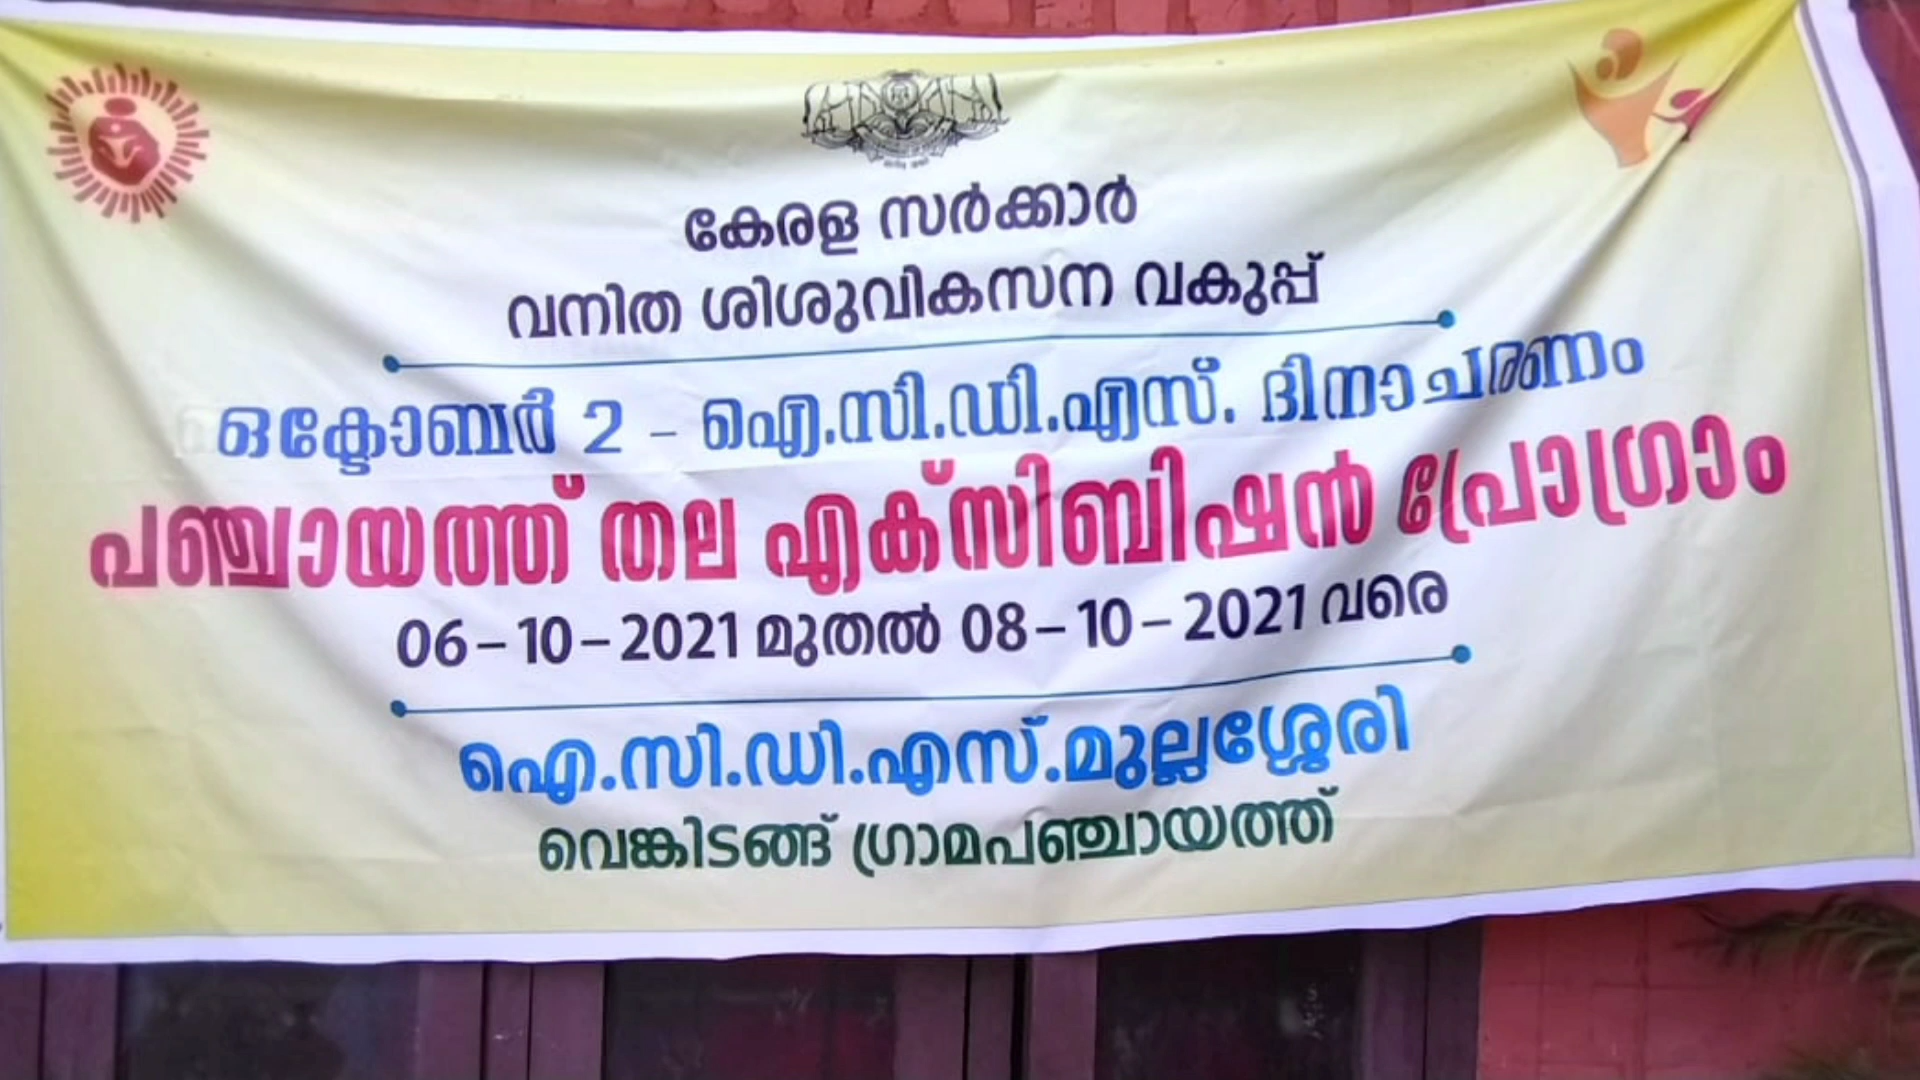 കേരള സർക്കാർ
വനിത ശിശുവികസന വകുപ്പ്
ഒക്ടോബർ 2 - ഐ.സി.ഡി.എസ്. ദിനാചരണം
പഞ്ചായത്ത് തല എക്സിബിഷൻ പ്രോഗ്രാം
06-10-2021 മുതൽ 08-10-2021 വരെ
ഐ.സി.ഡി.എസ്.മുല്ലശ്ശേരി
വെങ്കിടങ്ങ് ഗ്രാമപഞ്ചായത്ത്